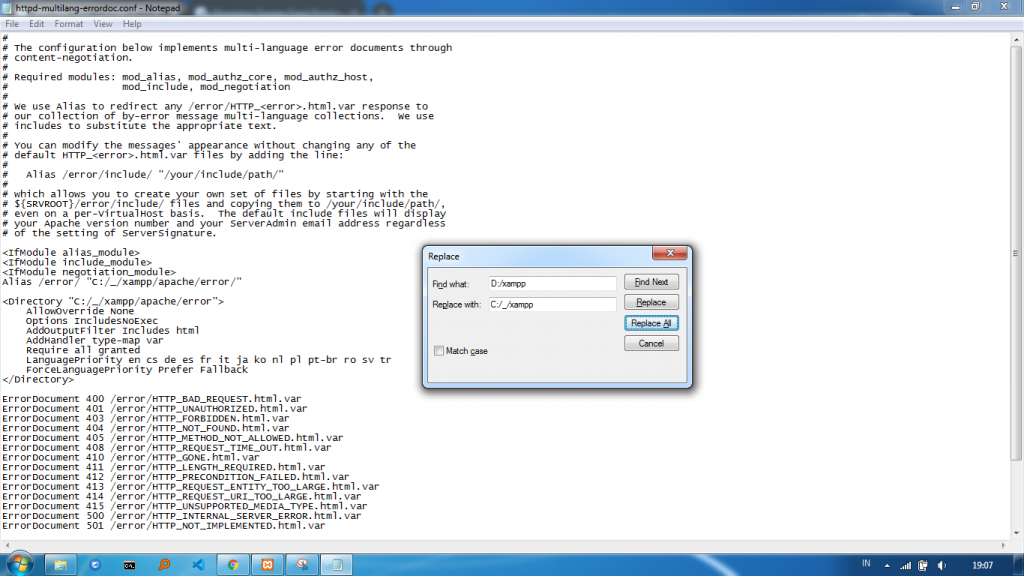 httpd-multilang-errordoc.conf - Notepad
File Edit Format View Help
#
# The configuration below implements multi-language error documents through
# content-negotiation.
#
# Required modules: mod_alias, mod_authz_core, mod_authz_host,
# mod_include, mod_negotiation
#
# We use Alias to redirect any /error/HTTP_<error>.html.var response to
# our collection of by-error message multi-language collections. We use
# includes to substitute the appropriate text.
#
# You can modify the messages' appearance without changing any of the
# default HTTP_<error>.html.var files by adding the line:
#
# Alias /error/include/ "/your/include/path/"
#
# which allows you to create your own set of files by starting with the
# ${SRVROOT}/error/include/ files and copying them to /your/include/path/,
# even on a per-VirtualHost basis. The default include files will display
# your Apache version number and your ServerAdmin email address regardless
# of the setting of ServerSignature.
<IfModule alias_module>
<IfModule include_module>
<IfModule negotiation_module>
Alias /error/ "C:/_/xampp/apache/error/"
<Directory "C:/_/xampp/apache/error">
AllowOverride None
Options IncludesNoExec
AddOutputFilter Includes html
AddHandler type-map var
Require all granted
LanguagePriority en cs de es fr it ja ko nl pl pt-br ro sv tr
ForceLanguagePriority Prefer Fallback
</Directory>
ErrorDocument 400 /error/HTTP_BAD_REQUEST.html.var
ErrorDocument 401 /error/HTTP_UNAUTHORIZED.html.var
ErrorDocument 403 /error/HTTP_FORBIDDEN.html.var
ErrorDocument 404 /error/HTTP_NOT_FOUND.html.var
ErrorDocument 405 /error/HTTP_METHOD_NOT_ALLOWED.html.var
ErrorDocument 408 /error/HTTP_REQUEST_TIME_OUT.html.var
ErrorDocument 410 /error/HTTP_GONE.html.var
ErrorDocument 411 /error/HTTP_LENGTH_REQUIRED.html.var
ErrorDocument 412 /error/HTTP_PRECONDITION_FAILED.html.var
ErrorDocument 413 /error/HTTP_REQUEST_ENTITY_TOO_LARGE.html.var
ErrorDocument 414 /error/HTTP_REQUEST_URI_TOO_LARGE.html.var
ErrorDocument 415 /error/HTTP_UNSUPPORTED_MEDIA_TYPE.html.var
ErrorDocument 500 /error/HTTP_INTERNAL_SERVER_ERROR.html.var
ErrorDocument 501 /error/HTTP_NOT_IMPLEMENTED.html.var
Replace
Find what: D:/xampp Find Next
Replace with: C:/_/xampp Replace
Replace All
Match case Cancel
IN 19:07